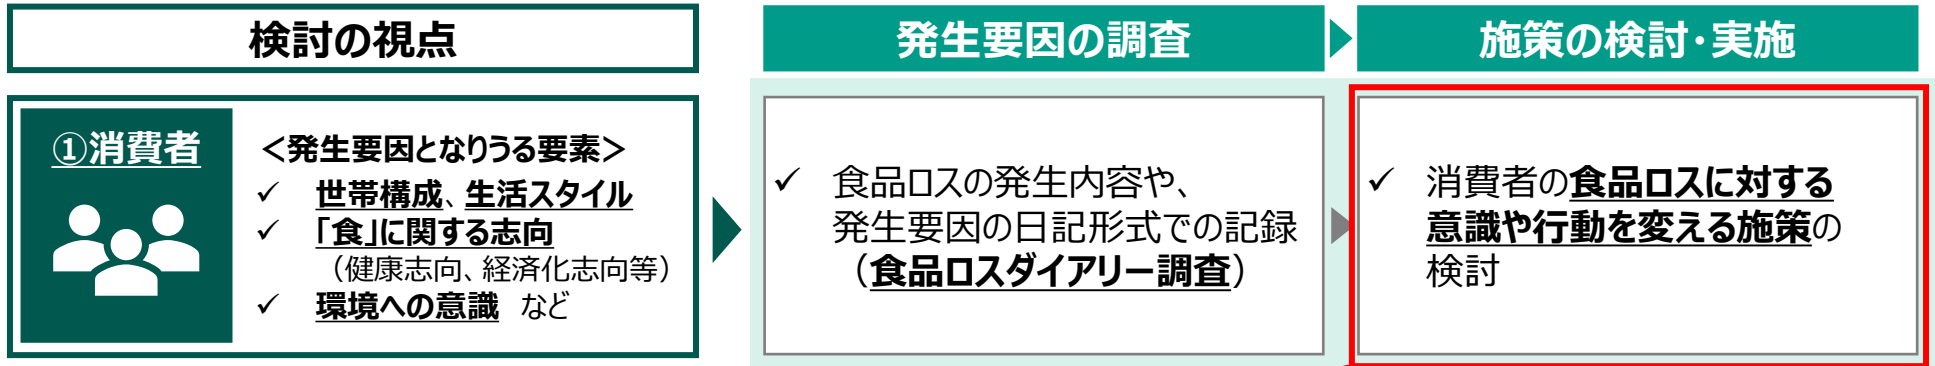 検討の視点
発生要因の調査
施策の検討・実施
①消費者
＜発生要因となりうる要素＞
✓ 世帯構成、生活スタイル
✓ 「食」に関する志向
（健康志向、経済化志向等）
✓ 環境への意識 など
✓ 食品ロスの発生内容や、
発生要因の日記形式での記録
（食品ロスダイアリー調査）
✓ 消費者の食品ロスに対する
意識や行動を変える施策の
検討